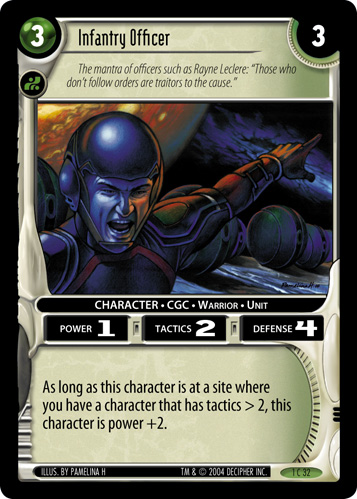 3 Infantry Officer 3
The mantra of officers such as Rayne Leclere: “Those who
don’t follow orders are traitors to the cause.”
Pamelina H
CHARACTER • CGC • WARRIOR • UNIT
POWER 1 TACTICS 2 DEFENSE 4
As long as this character is at a site where
you have a character that has tactics > 2, this
character is power +2.
ILLUS. BY PAMELINA H TM & © 2004 DECIPHER INC. 1 C 32